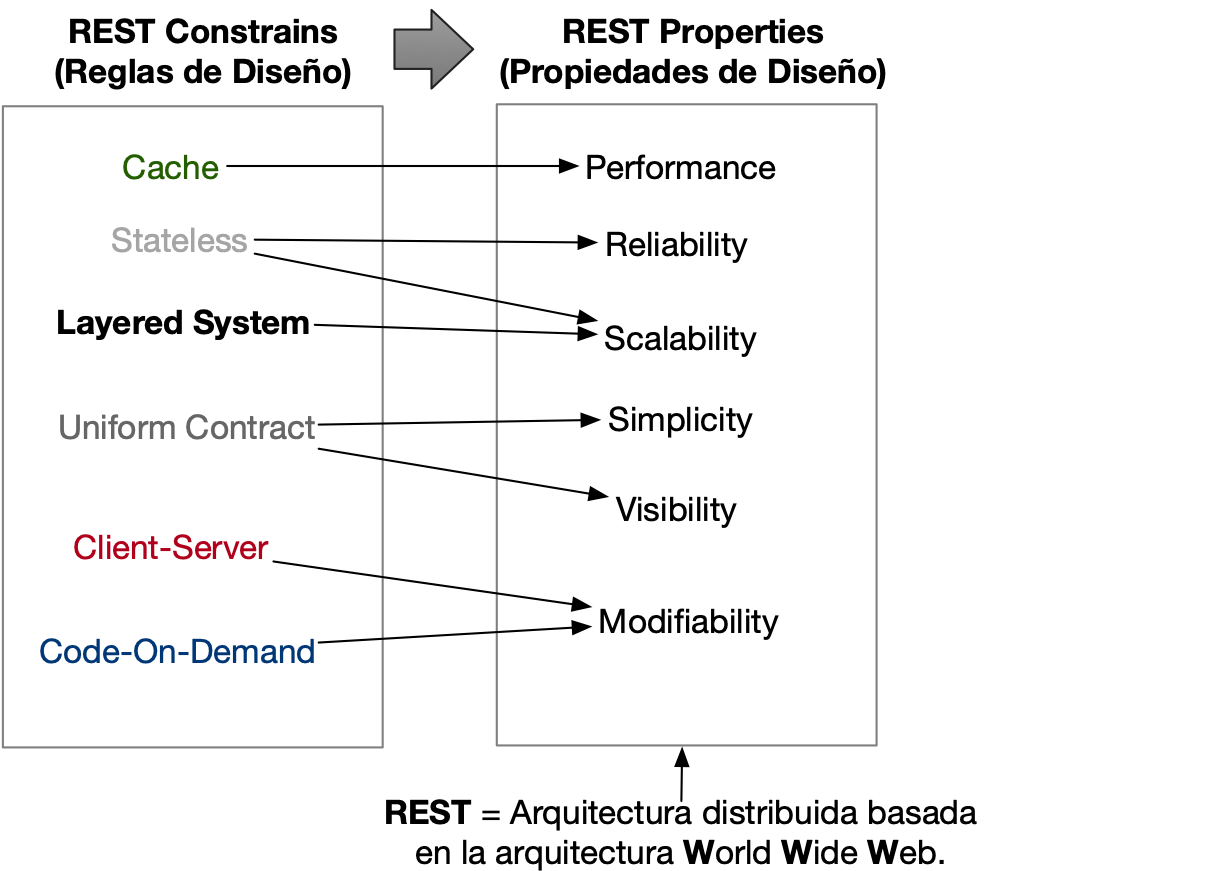 REST Constrains
(Reglas de Diseño)
REST Properties
(Propiedades de Diseño)
Cache
Stateless
Layered System
Uniform Contract
Client-Server
Code-On-Demand
Performance
Reliability
Scalability
Simplicity
Visibility
Modifiability
REST = Arquitectura distribuida basada
en la arquitectura World Wide Web.